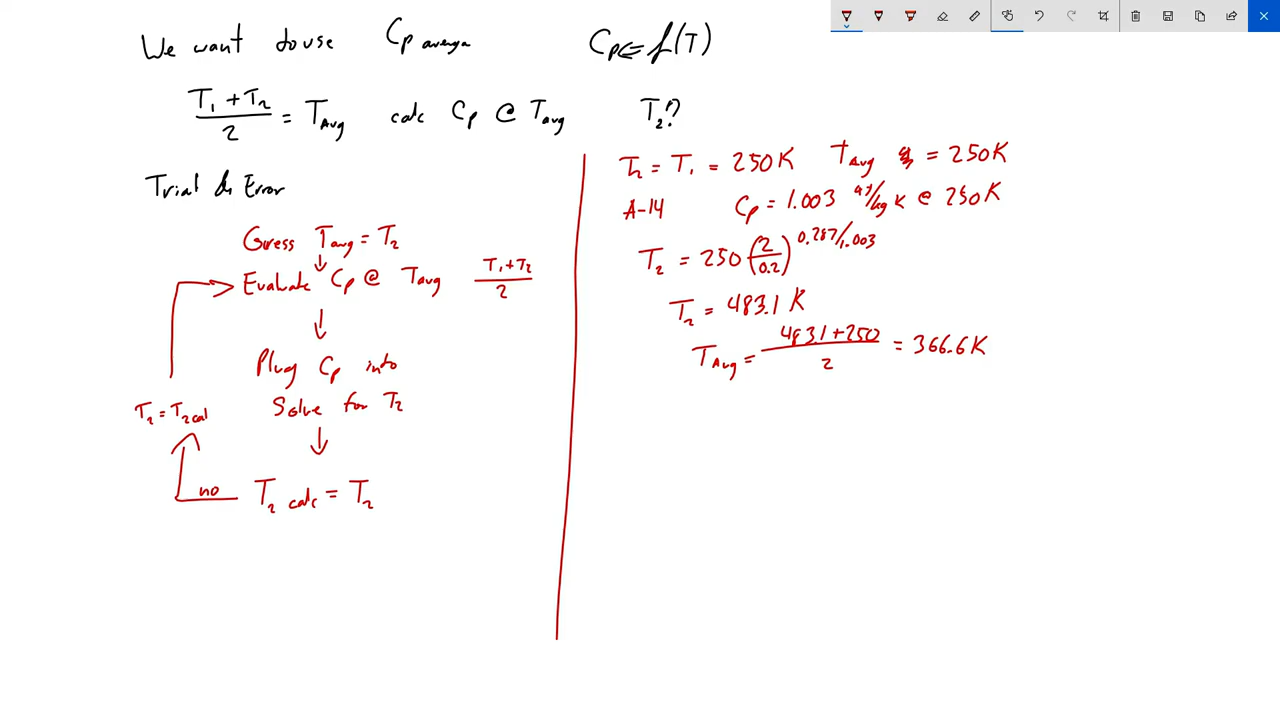 We want to use Cp average Cp ⇐ f(T)
(T₁ + T₂)/2 = TAvg calc Cp @ Tavg T₂?
Trial & Error
Guess Tavg = T₂
↓
Evaluate Cp @ Tavg (T₁+T₂)/2
↓
Plug Cp into
Solve for T₂
↓
T₂ calc = T₂
no
T₂ = T₂cal
T₂ = T₁ = 250K TAvg = 250K
A-14 Cp = 1.003 kJ/kg K @ 250K
T₂ = 250 (2/0.2)^0.287/1.003
T₂ = 483.1 K
TAvg = (483.1+250)/2 = 366.6K